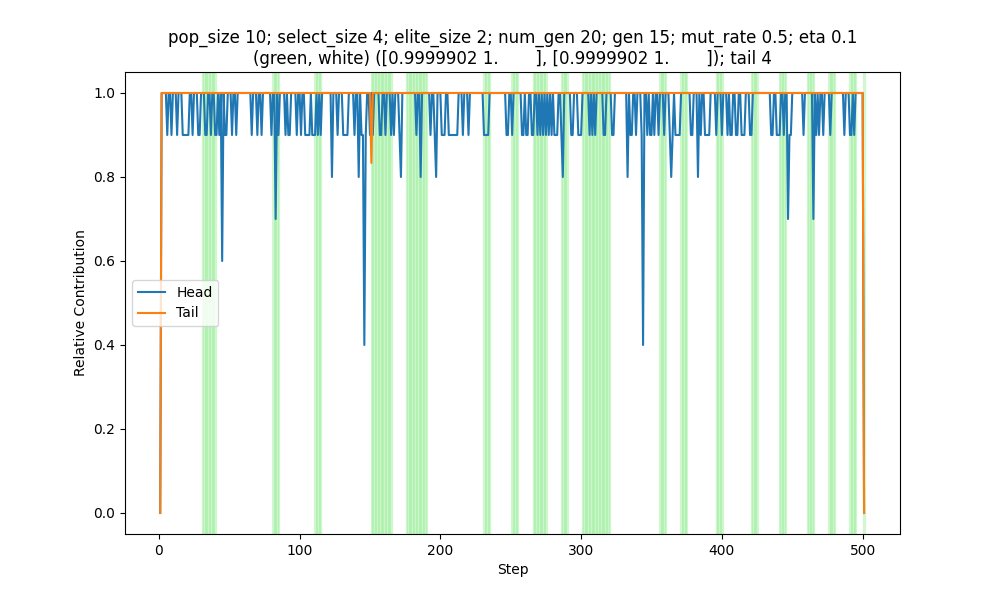 pop_size 10; select_size 4; elite_size 2; num_gen 20; gen 15; mut_rate 0.5; eta 0.1
(green, white) ([0.9999902 1.        ], [0.9999902 1.        ]); tail 4
1.0
0.8
0.6
0.4
0.2
0.0
Relative Contribution
Head
Tail
0
100
200
300
400
500
Step